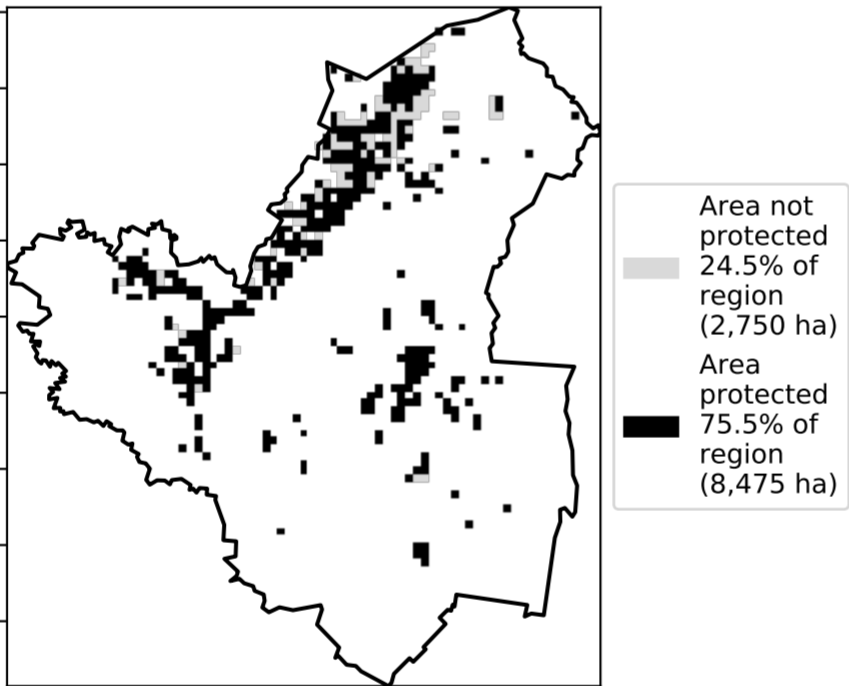 Area not
protected
24.5% of
region
(2,750 ha)
Area
protected
75.5% of
region
(8,475 ha)